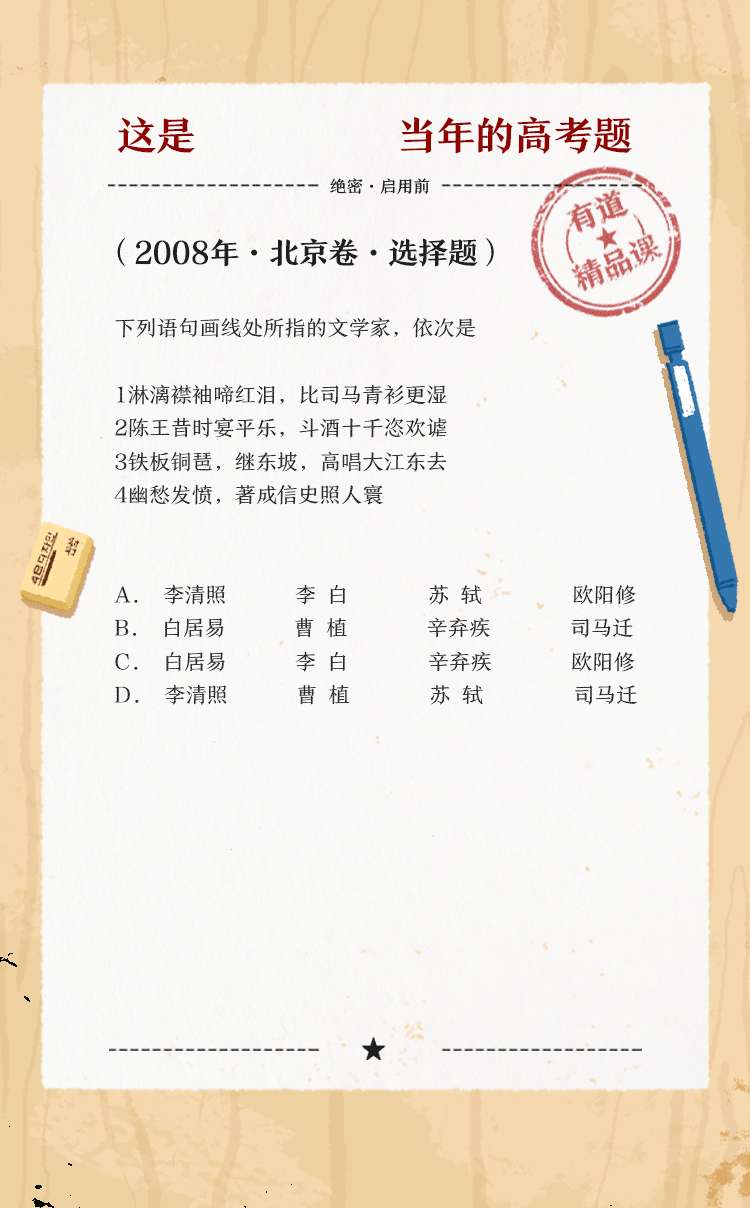 这是 当年的高考题
绝密·启用前
有道
精品课
（2008年·北京卷·选择题）
下列语句画线处所指的文学家，依次是
1淋漓襟袖啼红泪，比司马青衫更湿
2陈王昔时宴平乐，斗酒十千恣欢谑
3铁板铜琶，继东坡，高唱大江东去
4幽愁发愤，著成信史照人寰
A. 李清照 李 白 苏 轼 欧阳修
B. 白居易 曹 植 辛弃疾 司马迁
C. 白居易 李 白 辛弃疾 欧阳修
D. 李清照 曹 植 苏 轼 司马迁